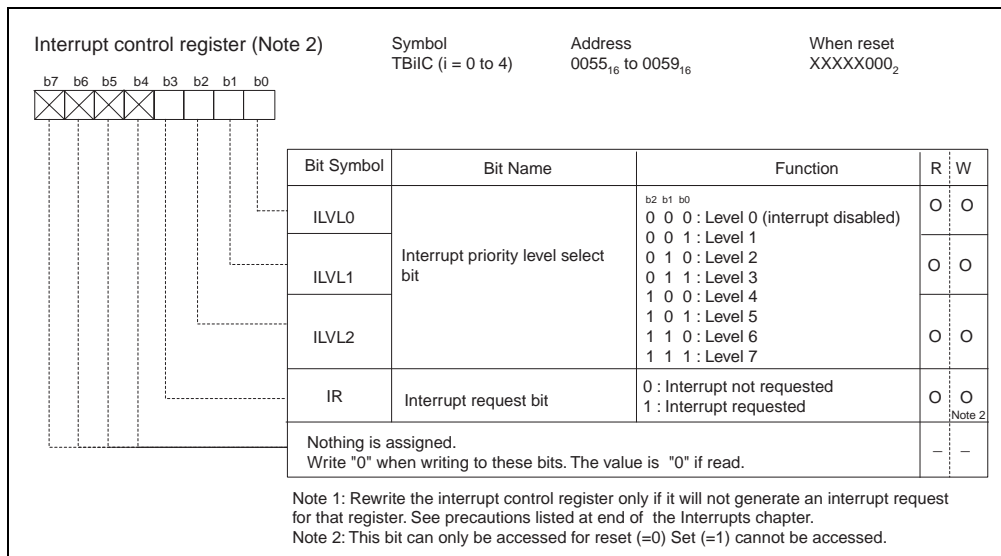 Interrupt control register (Note 2) Symbol Address When reset
TBiIC (i = 0 to 4) 0055₁₆ to 0059₁₆ XXXXX000₂
b7 b6 b5 b4 b3 b2 b1 b0
Bit Symbol Bit Name Function R W
ILVL0 Interrupt priority level select bit
b2 b1 b0
0 0 0 : Level 0 (interrupt disabled) O O
0 0 1 : Level 1
ILVL1 0 1 0 : Level 2 O O
0 1 1 : Level 3
1 0 0 : Level 4
ILVL2 1 0 1 : Level 5 O O
1 1 0 : Level 6
1 1 1 : Level 7
IR Interrupt request bit 0 : Interrupt not requested O O
1 : Interrupt requested Note 2
Nothing is assigned.
Write "0" when writing to these bits. The value is "0" if read. – –
Note 1: Rewrite the interrupt control register only if it will not generate an interrupt request
for that register. See precautions listed at end of the Interrupts chapter.
Note 2: This bit can only be accessed for reset (=0) Set (=1) cannot be accessed.